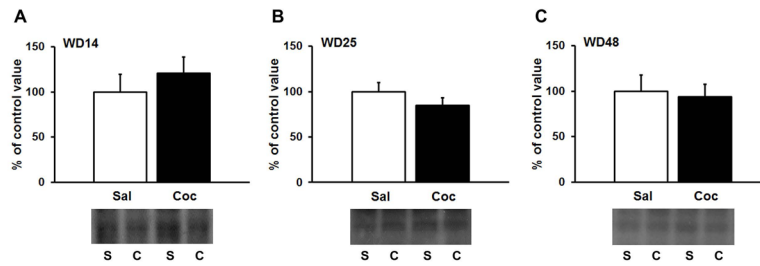 A
WD14
% of control value
150
100
50
0
Sal Coc
S C S C
B
WD25
% of control value
150
100
50
0
Sal Coc
S C S C
C
WD48
% of control value
150
100
50
0
Sal Coc
S C S C